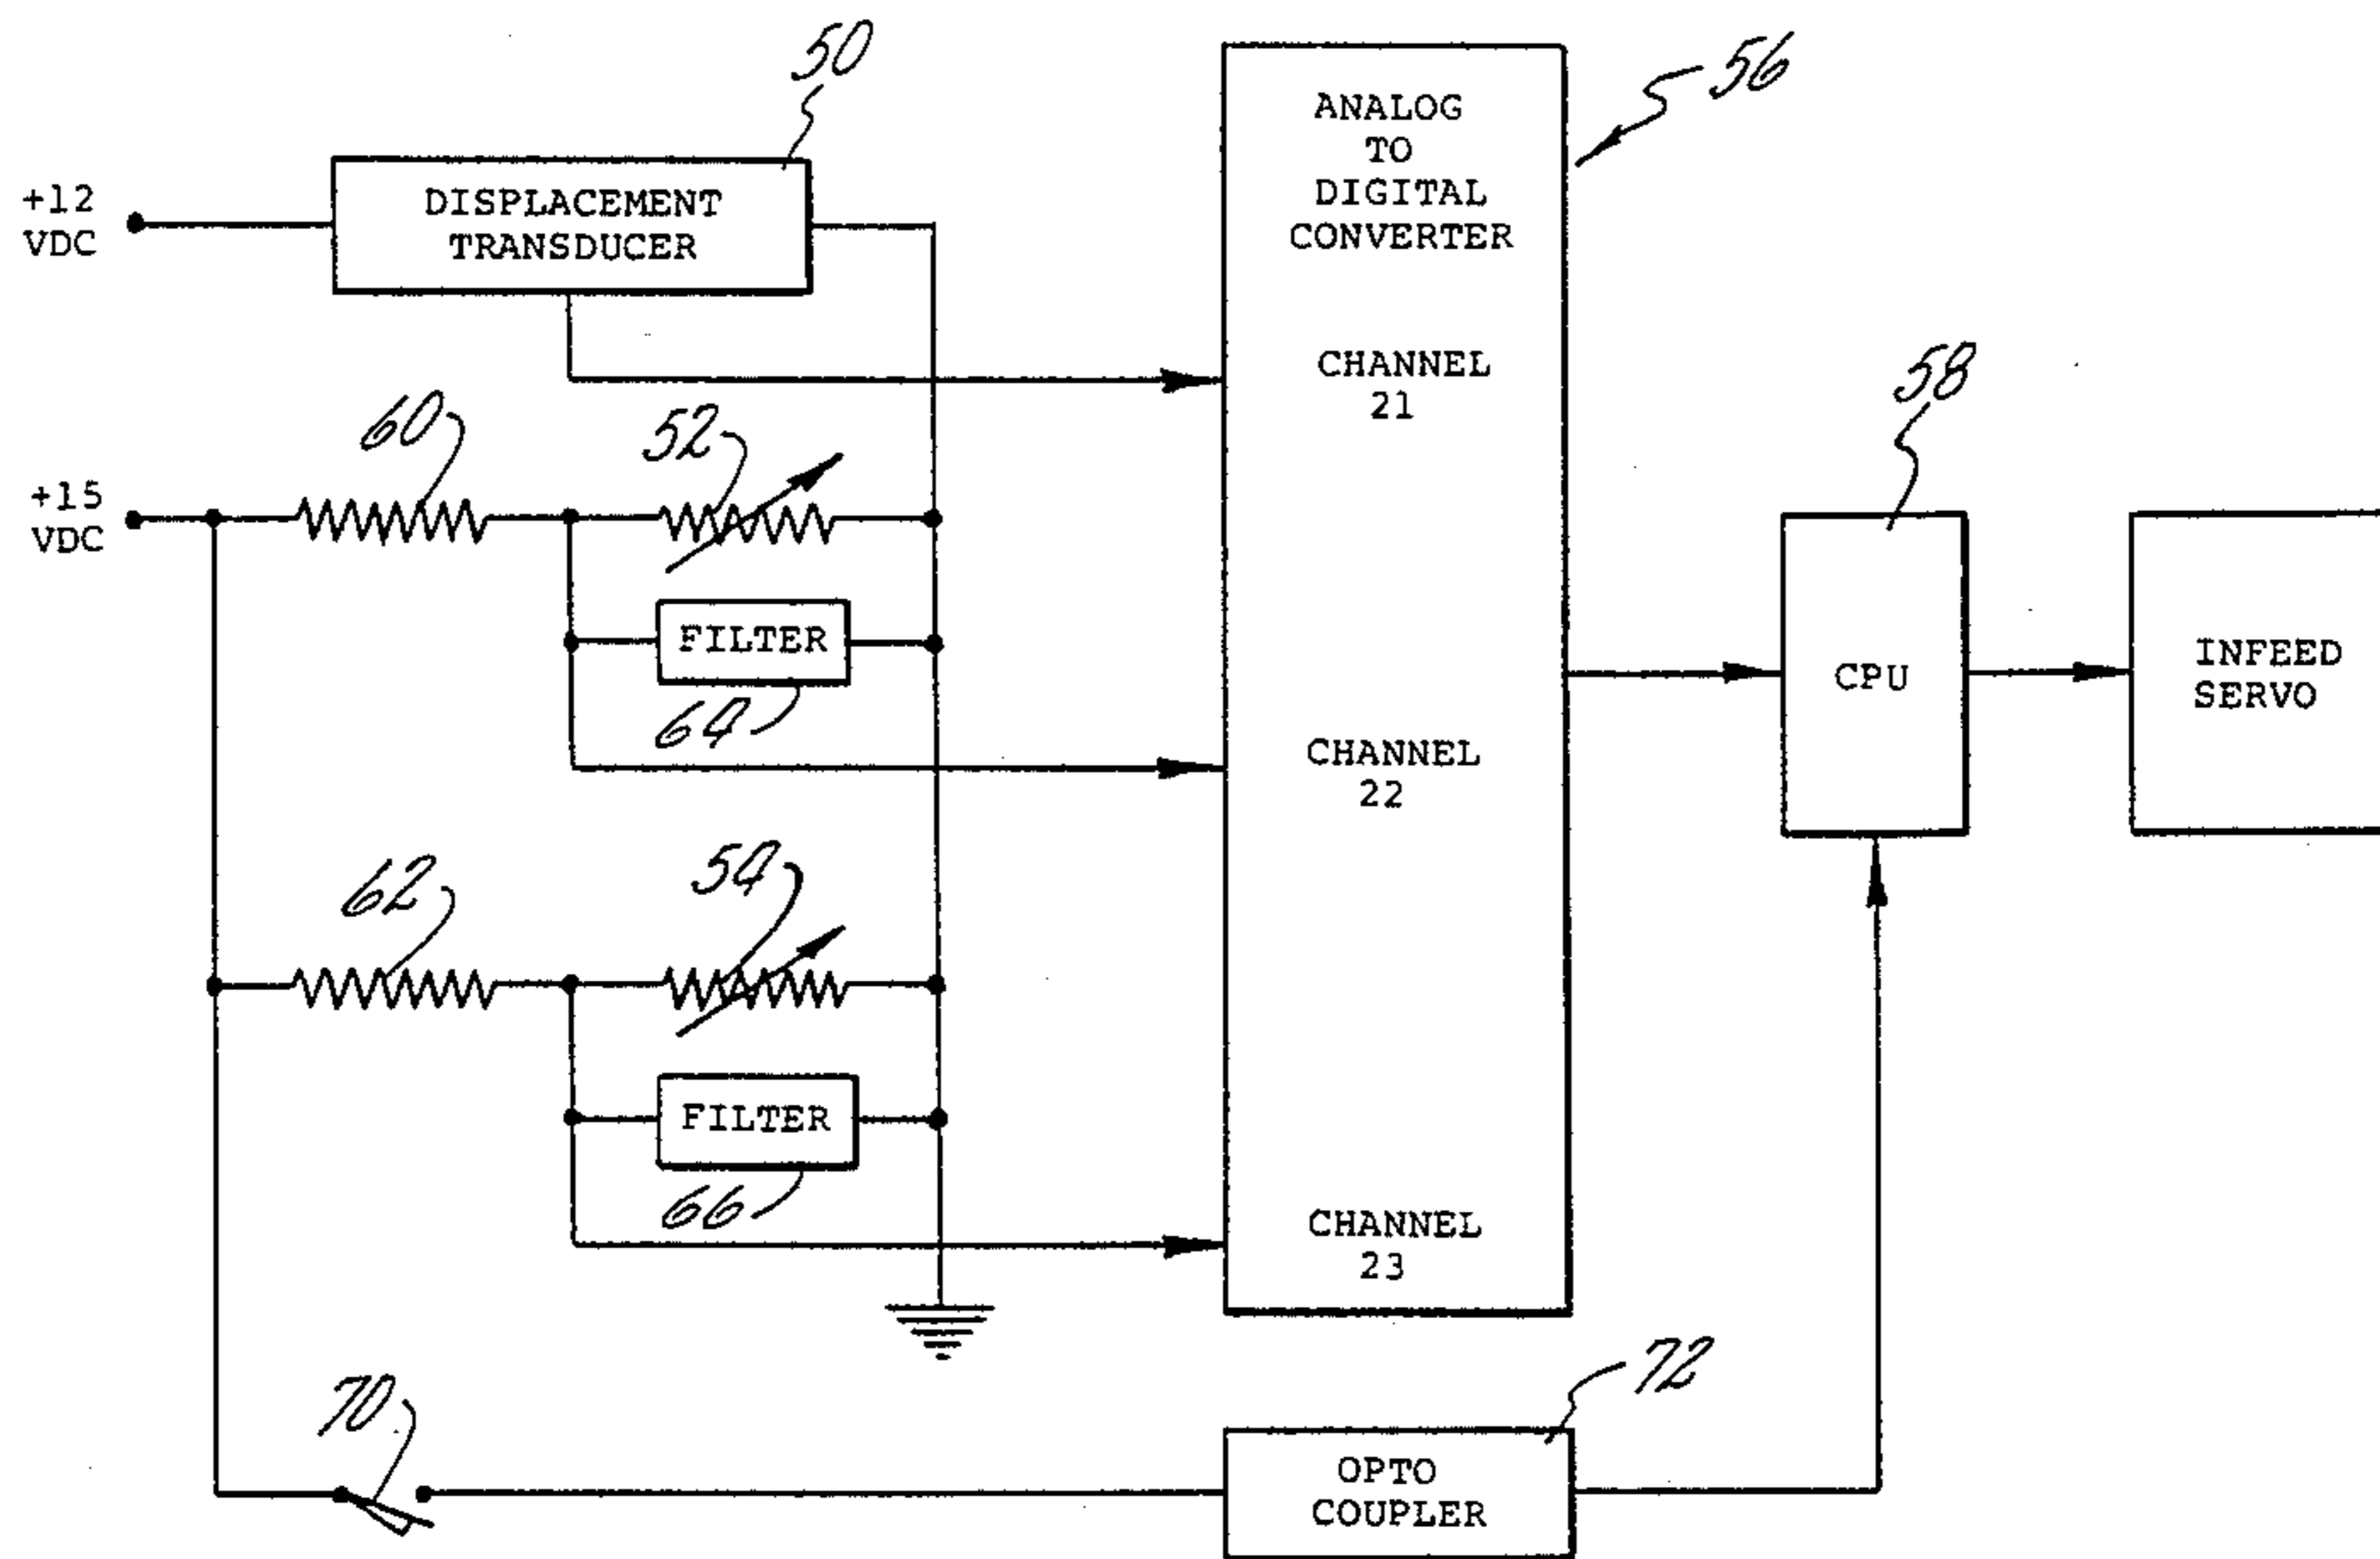 50
56
+12
VDC
DISPLACEMENT
TRANSDUCER
ANALOG
TO
DIGITAL
CONVERTER
CHANNEL
21
58
60
52
+15
VDC
FILTER
64
CPU
INFEED
SERVO
CHANNEL
22
62
54
FILTER
66
CHANNEL
23
70
72
OPTO
COUPLER